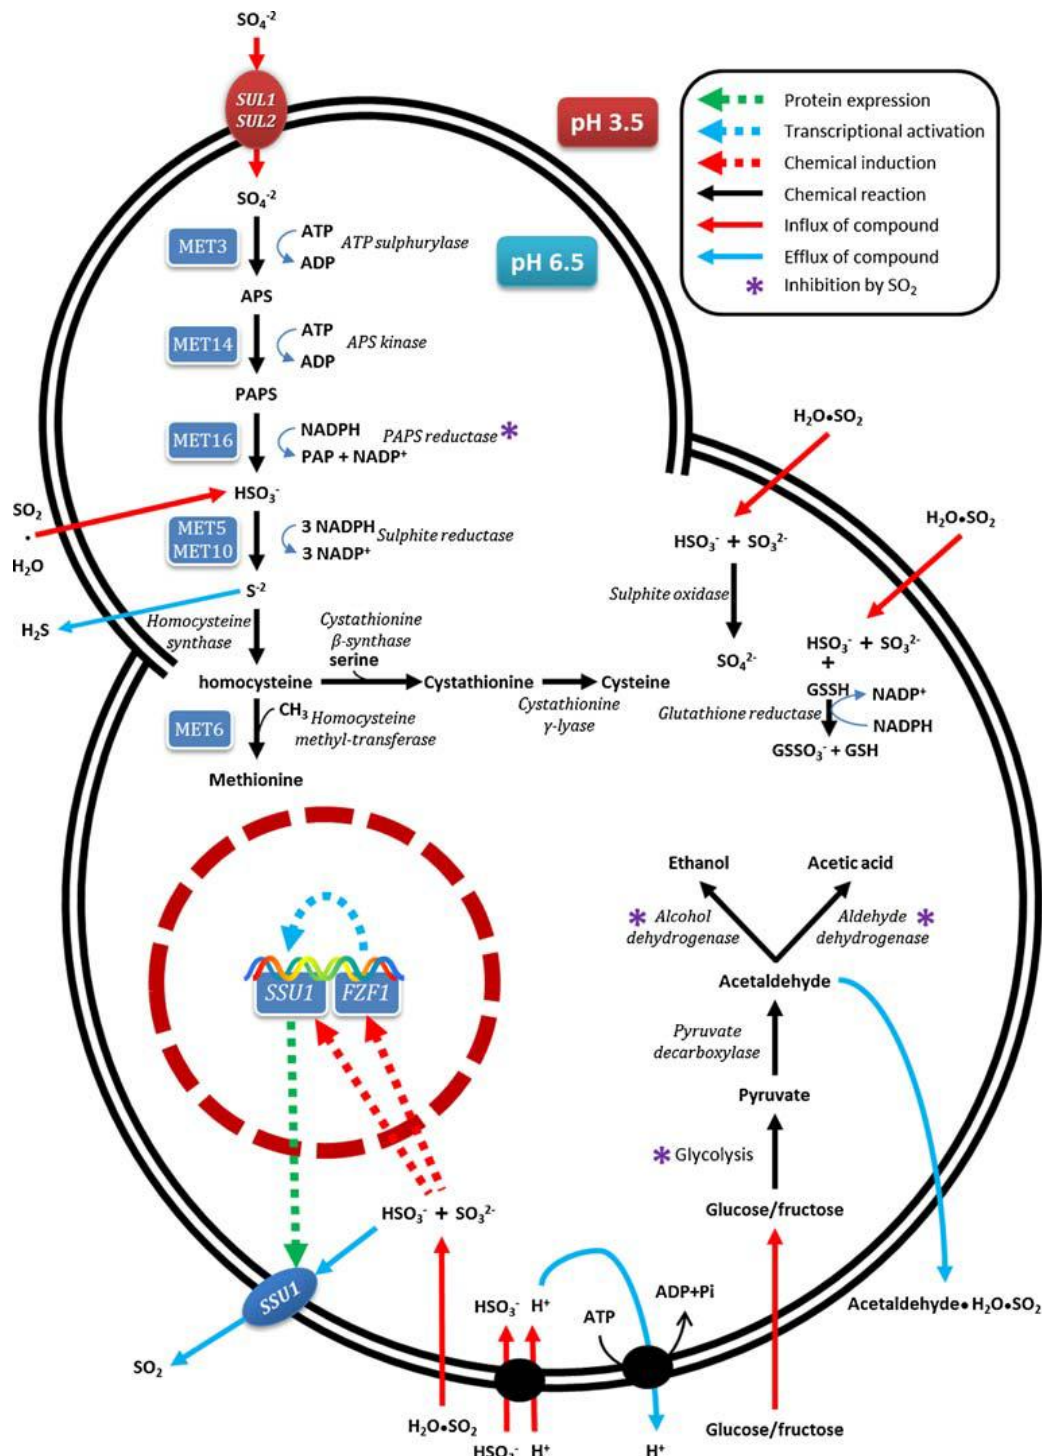 SO₄⁻²
SUL1
SUL2
pH 3.5
pH 6.5
Protein expression
Transcriptional activation
Chemical induction
Chemical reaction
Influx of compound
Efflux of compound
* Inhibition by SO₂
SO₄⁻²
MET3
ATP
ADP
ATP sulphurylase
APS
MET14
ATP
ADP
APS kinase
PAPS
MET16
NADPH
PAP + NADP⁺
PAPS reductase *
HSO₃⁻
SO₂
•
H₂O
MET5
MET10
3 NADPH
3 NADP⁺
Sulphite reductase
S⁻²
H₂S
Homocysteine
synthase
Cystathionine
β-synthase
serine
homocysteine
Cystathionine
Cysteine
Cystathionine
γ-lyase
MET6
CH₃
Homocysteine
methyl-transferase
Methionine
H₂O•SO₂
HSO₃⁻ + SO₃²⁻
Sulphite oxidase
SO₄²⁻
H₂O•SO₂
HSO₃⁻ + SO₃²⁻
+
GSSH
NADP⁺
Glutathione reductase
NADPH
GSSO₃⁻ + GSH
SSU1
FZF1
Ethanol
Acetic acid
* Alcohol
dehydrogenase
Aldehyde *
dehydrogenase
Acetaldehyde
Pyruvate
decarboxylase
Pyruvate
* Glycolysis
Glucose/fructose
HSO₃⁻ + SO₃²⁻
SSU1
SO₂
H₂O•SO₂
HSO₃⁻ H⁺
HSO₃⁻ H⁺
ATP
ADP+Pi
H⁺
Acetaldehyde•H₂O•SO₂
Glucose/fructose